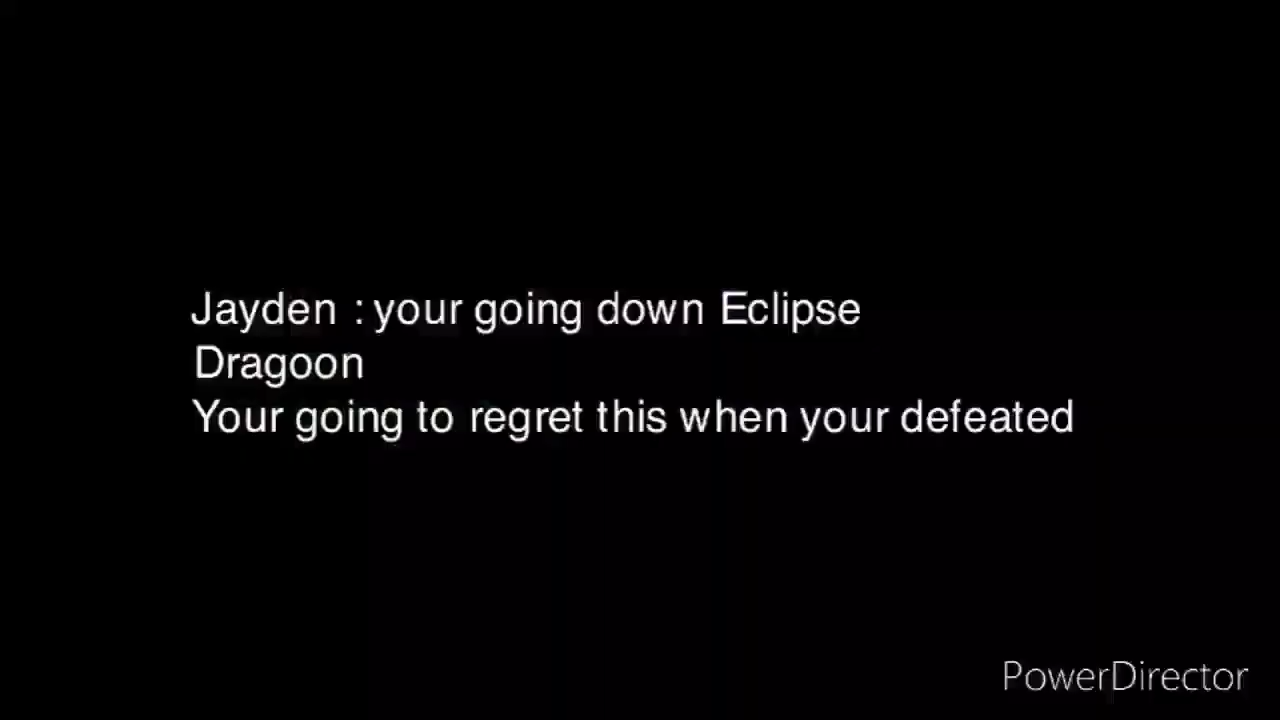 Jayden : your going down Eclipse
Dragoon
Your going to regret this when your defeated
PowerDirector